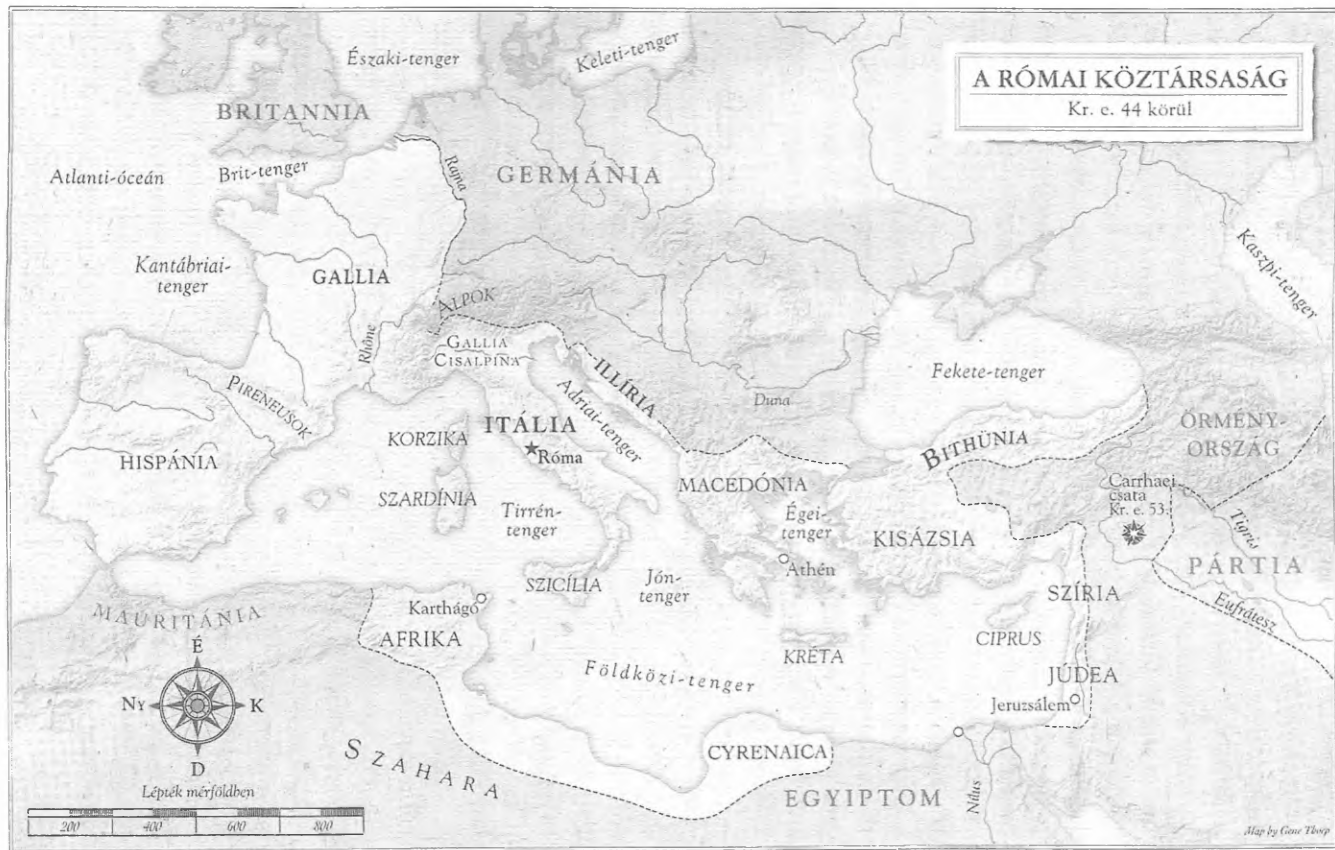 A RÓMAI KÖZTÁRSASÁG
Kr. e. 44 körül
Északi-tenger
Keleti-tenger
BRITANNIA
Atlanti-óceán
Brit-tenger
Rajna
GERMÁNIA
Kantábriai-
tenger
GALLIA
ALPOK
Rhône
GALLIA
CISALPINA
Kaszpi-tenger
Fekete-tenger
PIRENEUSOK
ILLÍRIA
Adriai-tenger
Duna
ITÁLIA
KORZIKA
Róma
HISPÁNIA
SZARDÍNIA
Tirrén-
tenger
MACEDÓNIA
Égei-
tenger
BITHÜNIA
ÖRMÉNY-
ORSZÁG
Carrhaei
csata
Kr. e. 53.
Tigris
KISÁZSIA
PÁRTIA
Athén
SZICÍLIA
Jón-
tenger
SZÍRIA
Eufrátesz
MAURITÁNIA
Karthágó
AFRIKA
CIPRUS
KRÉTA
Földközi-tenger
JÚDEA
Jeruzsálem
É
Ny
K
D
SZAHARA
CYRENAICA
EGYIPTOM
Nílus
Lépték mérföldben
200 400 600 800
Map by Gene Thorp